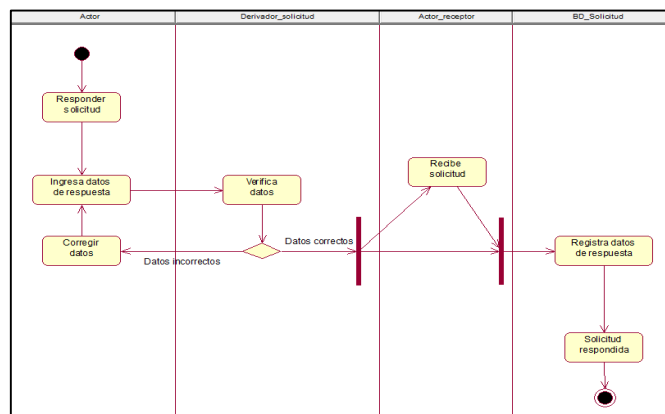 Actor
Derivador_solicitud
Actor_receptor
BD_Solicitud
Responder
solicitud
Ingresa datos
de respuesta
Verifica
datos
Recibe
solicitud
Corregir
datos
Datos incorrectos
Datos correctos
Registra datos
de respuesta
Solicitud
respondida